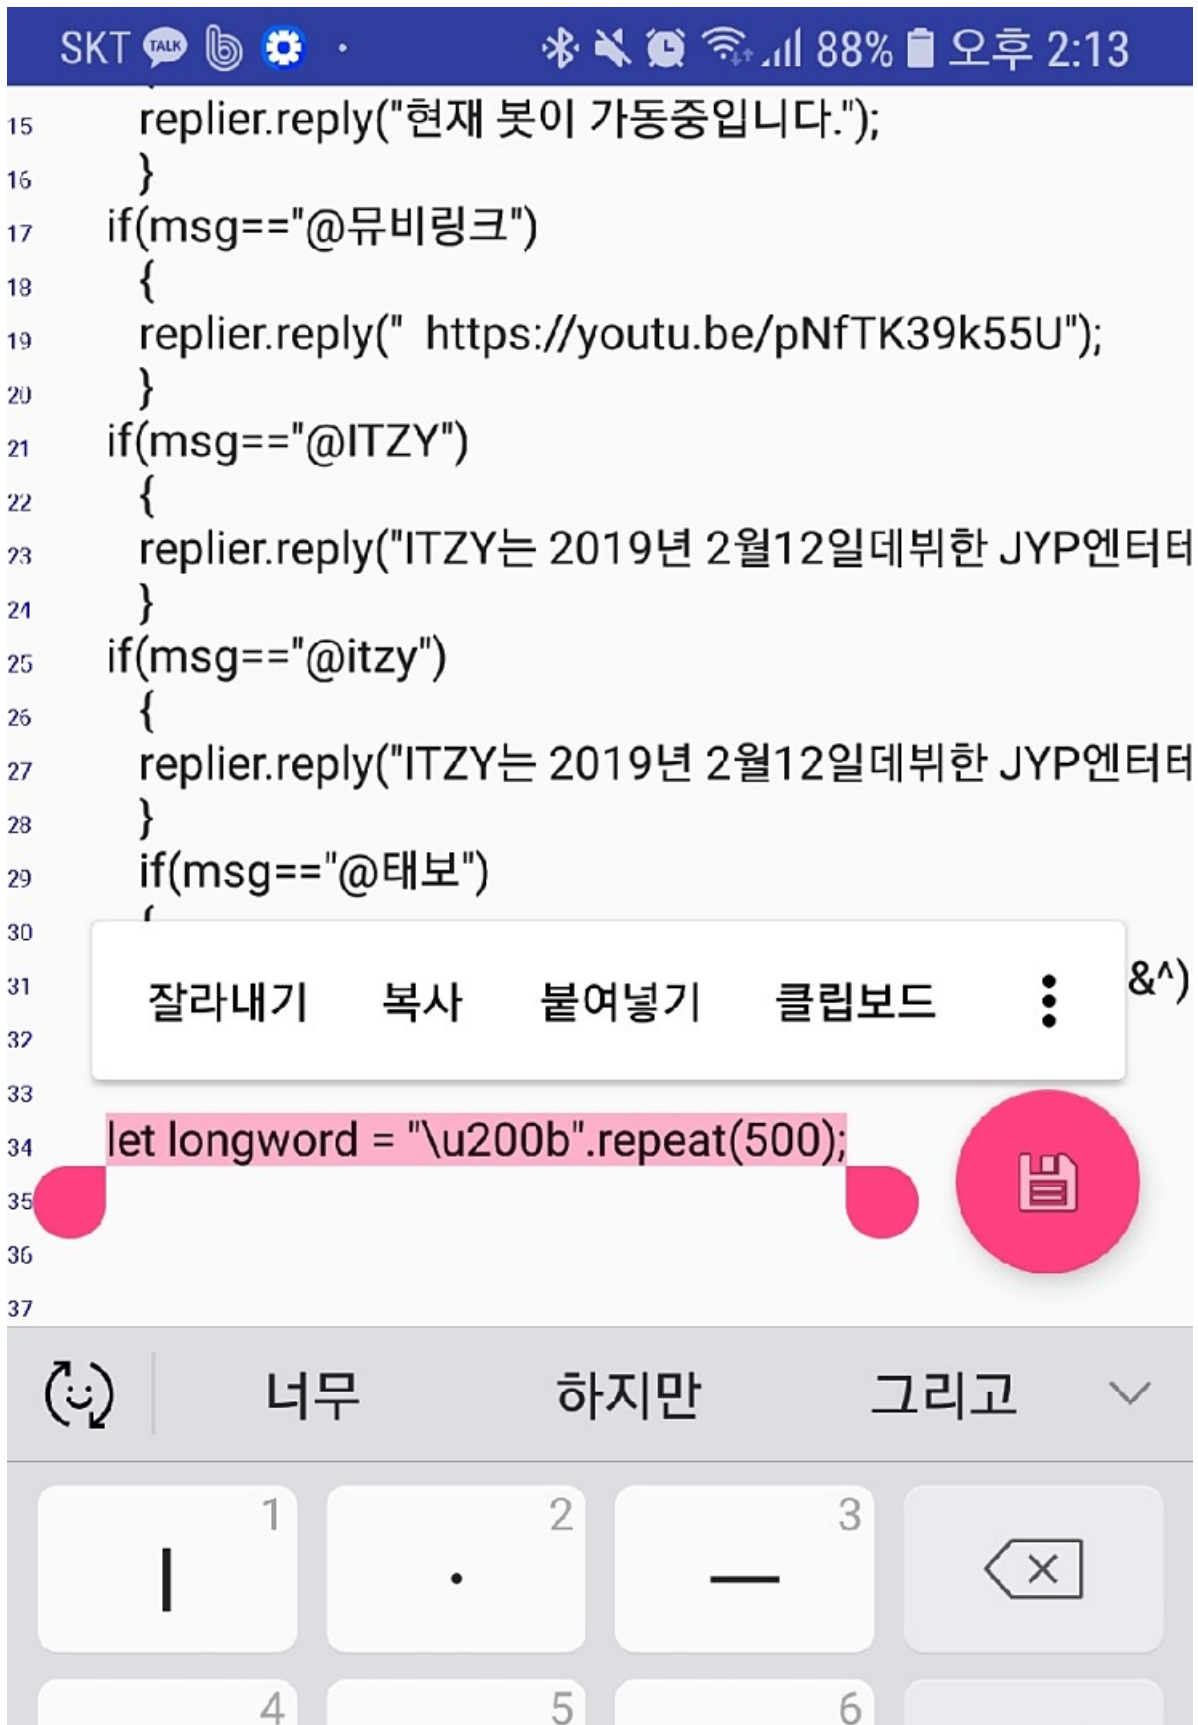 SKT TALK 88% 오후 2:13
15 replier.reply("현재 봇이 가동중입니다.");
16 }
17 if(msg=="@뮤비링크")
18 {
19 replier.reply("  https://youtu.be/pNfTK39k55U");
20 }
21 if(msg=="@ITZY")
22 {
23 replier.reply("ITZY는 2019년 2월12일데뷔한 JYP엔터테
24 }
25 if(msg=="@itzy")
26 {
27 replier.reply("ITZY는 2019년 2월12일데뷔한 JYP엔터테
28 }
29 if(msg=="@태보")
30 {
31 &^)
잘라내기 복사 붙여넣기 클립보드
32
33
34 let longword = "\u200b".repeat(500);
35
36
37
너무 하지만 그리고
1 2 3
ㅣ · ㅡ
4 5 6